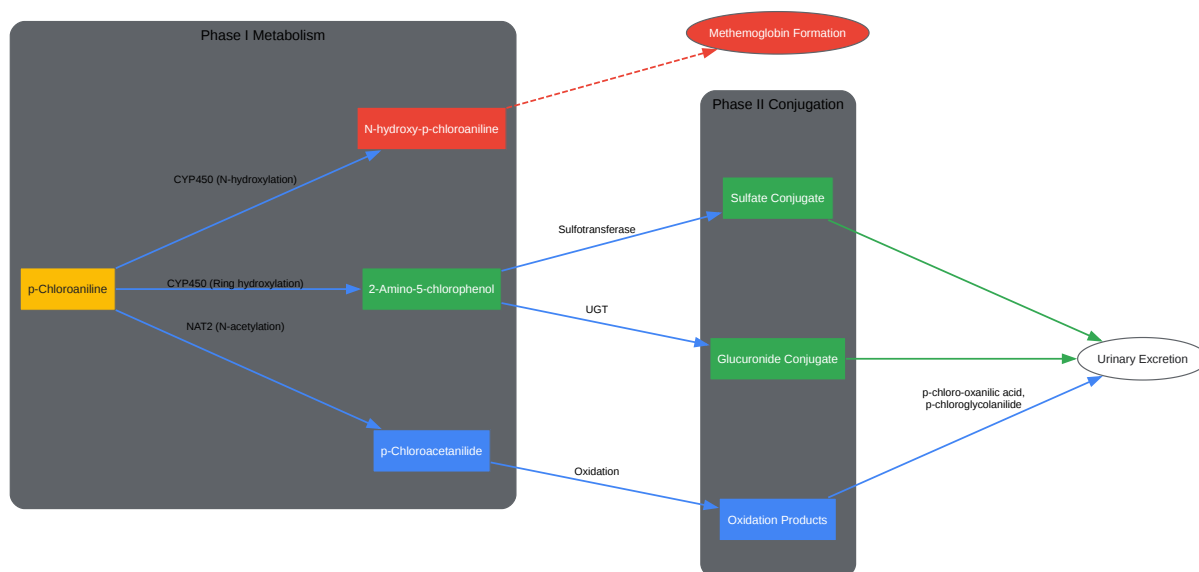 Phase I Metabolism
Methemoglobin Formation
Phase II Conjugation
N-hydroxy-p-chloroaniline
CYP450 (N-hydroxylation)
Sulfate Conjugate
Sulfotransferase
p-Chloroaniline
CYP450 (Ring hydroxylation)
2-Amino-5-chlorophenol
UGT
NAT2 (N-acetylation)
Glucuronide Conjugate
Urinary Excretion
p-chloro-oxanilic acid,
p-chloroglycolanilide
p-Chloroacetanilide
Oxidation
Oxidation Products